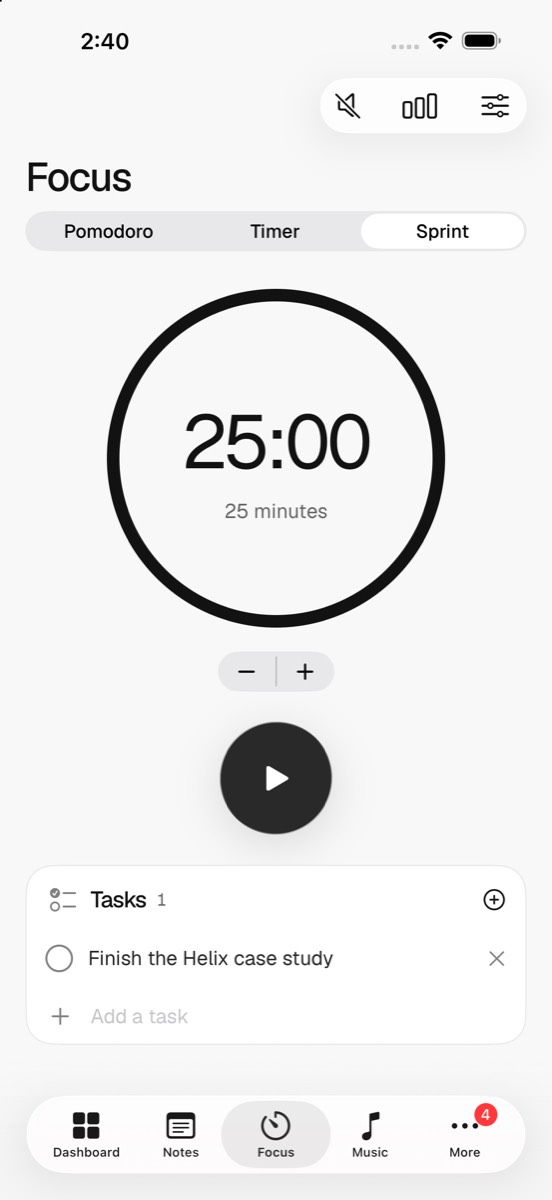 2:40
Focus
Pomodoro Timer Sprint
25:00
25 minutes
Tasks 1
Finish the Helix case study
Add a task
4
Dashboard Notes Focus Music More